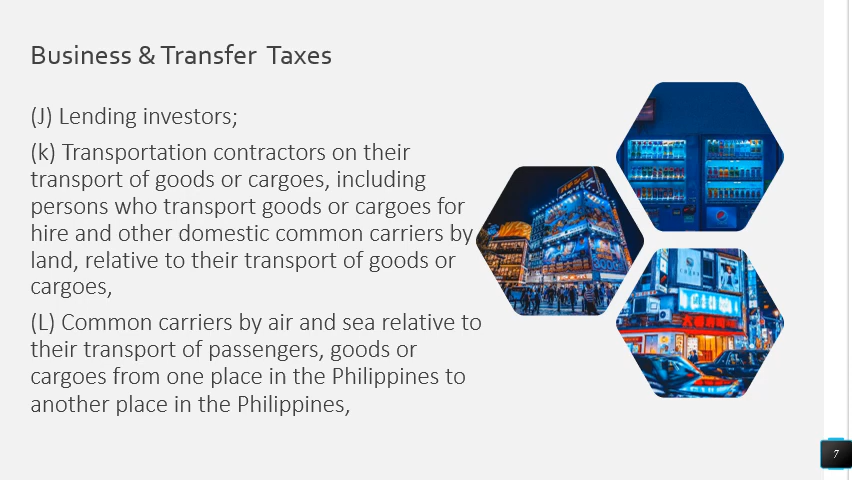 Business & Transfer Taxes
(J) Lending investors;
(k) Transportation contractors on their
transport of goods or cargoes, including
persons who transport goods or cargoes for
hire and other domestic common carriers by
land, relative to their transport of goods or
cargoes,
(L) Common carriers by air and sea relative to
their transport of passengers, goods or
cargoes from one place in the Philippines to
another place in the Philippines,
7